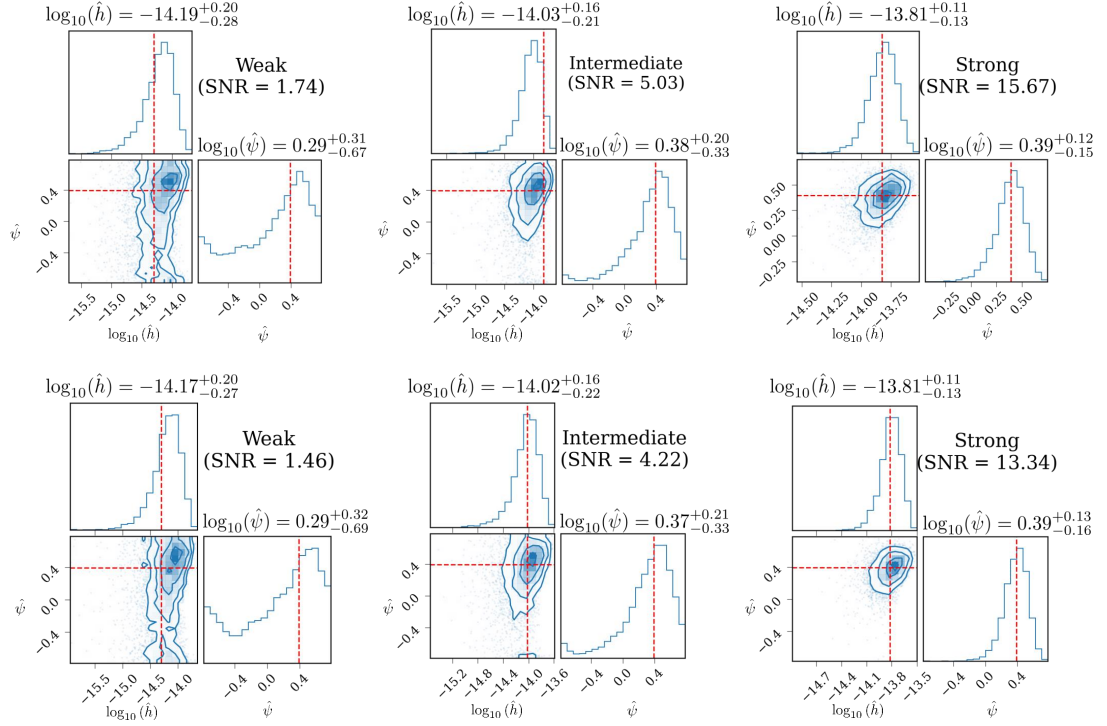 log₁₀(ĥ) = −14.19⁺⁰·²⁰₋₀.₂₈
Weak
(SNR = 1.74)
log₁₀(ψ̂) = 0.29⁺⁰·³¹₋₀.₆₇
0.4
0.0
−0.4
ψ̂
−15.5
−15.0
−14.5
−14.0
log₁₀(ĥ)
−0.4
0.0
0.4
ψ̂
log₁₀(ĥ) = −14.03⁺⁰·¹⁶₋₀.₂₁
Intermediate
(SNR = 5.03)
log₁₀(ψ̂) = 0.38⁺⁰·²⁰₋₀.₃₃
0.4
0.0
−0.4
ψ̂
−15.5
−15.0
−14.5
−14.0
log₁₀(ĥ)
−0.4
0.0
0.4
ψ̂
log₁₀(ĥ) = −13.81⁺⁰·¹¹₋₀.₁₃
Strong
(SNR = 15.67)
log₁₀(ψ̂) = 0.39⁺⁰·¹²₋₀.₁₅
0.50
0.25
0.00
−0.25
ψ̂
−14.50
−14.25
−14.00
−13.75
log₁₀(ĥ)
−0.25
0.00
0.25
0.50
ψ̂
log₁₀(ĥ) = −14.17⁺⁰·²⁰₋₀.₂₇
Weak
(SNR = 1.46)
log₁₀(ψ̂) = 0.29⁺⁰·³²₋₀.₆₉
0.4
0.0
−0.4
ψ̂
−15.5
−15.0
−14.5
−14.0
log₁₀(ĥ)
−0.4
0.0
0.4
ψ̂
log₁₀(ĥ) = −14.02⁺⁰·¹⁶₋₀.₂₂
Intermediate
(SNR = 4.22)
log₁₀(ψ̂) = 0.37⁺⁰·²¹₋₀.₃₃
0.4
0.0
−0.4
ψ̂
−15.2
−14.8
−14.4
−14.0
−13.6
log₁₀(ĥ)
−0.4
0.0
0.4
ψ̂
log₁₀(ĥ) = −13.81⁺⁰·¹¹₋₀.₁₃
Strong
(SNR = 13.34)
log₁₀(ψ̂) = 0.39⁺⁰·¹³₋₀.₁₆
0.4
0.0
−0.4
ψ̂
−14.7
−14.4
−14.1
−13.8
−13.5
log₁₀(ĥ)
−0.4
0.0
0.4
ψ̂